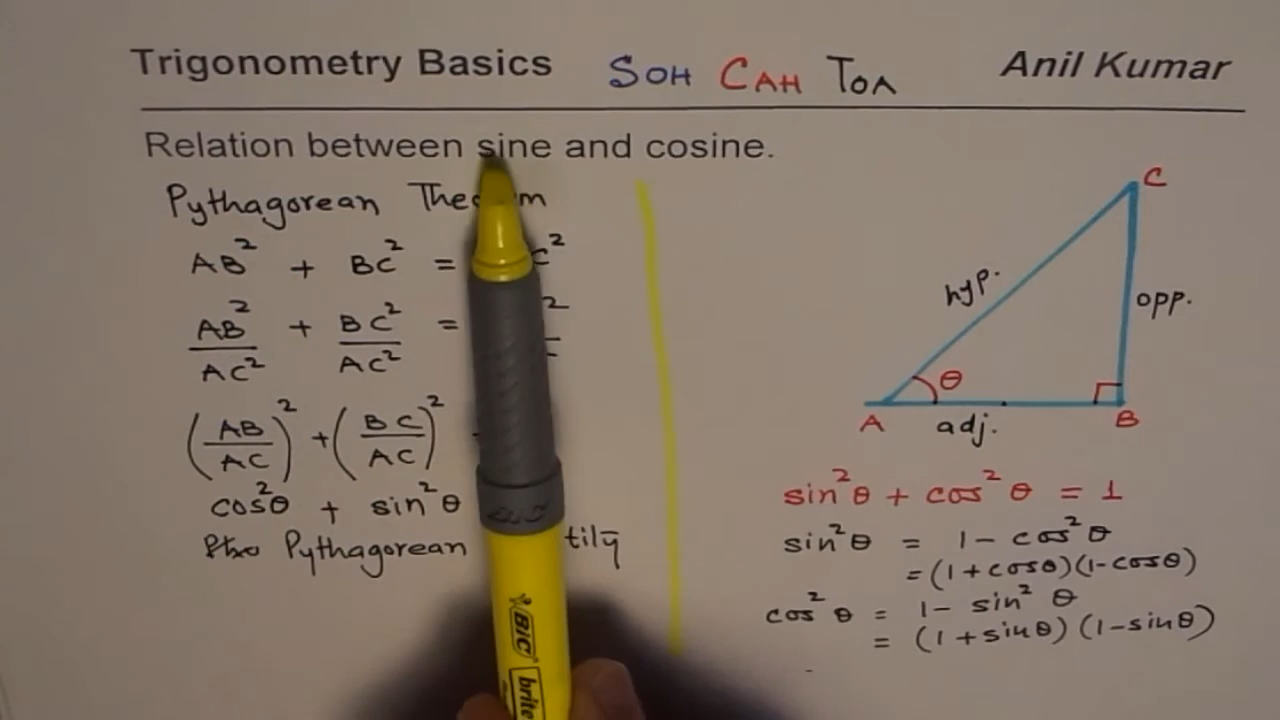 Trigonometry Basics SOH CAH TOA Anil Kumar
Relation between sine and cosine.
Pythagorean
AB² + BC² =
AB²/AC² + BC²/AC² =
(AB/AC)² + (BC/AC)²
cos²θ + sin²θ
Pythagorean
C
hyp.
opp.
θ
A
adj.
B
sin²θ + cos²θ = 1
sin²θ = 1 - cos²θ
= (1 + cosθ)(1 - cosθ)
cos²θ = 1 - sin²θ
= (1 + sinθ)(1 - sinθ)
BIC
brite